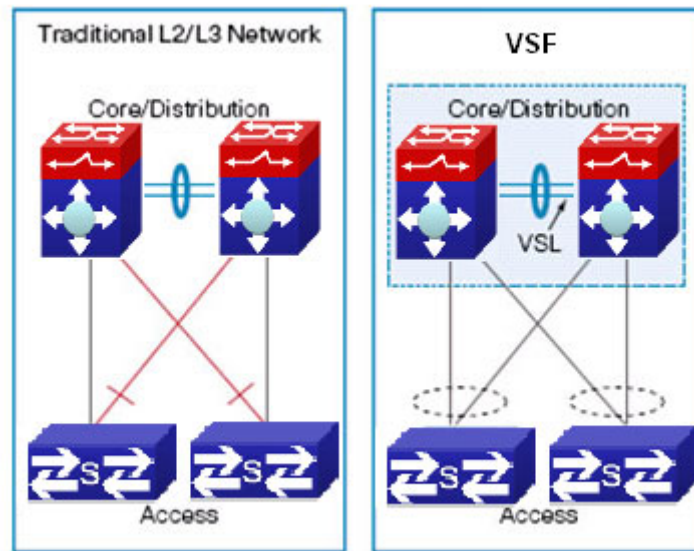 Traditional L2/L3 Network
Core/Distribution
S
S
Access
VSF
Core/Distribution
VSL
S
S
Access